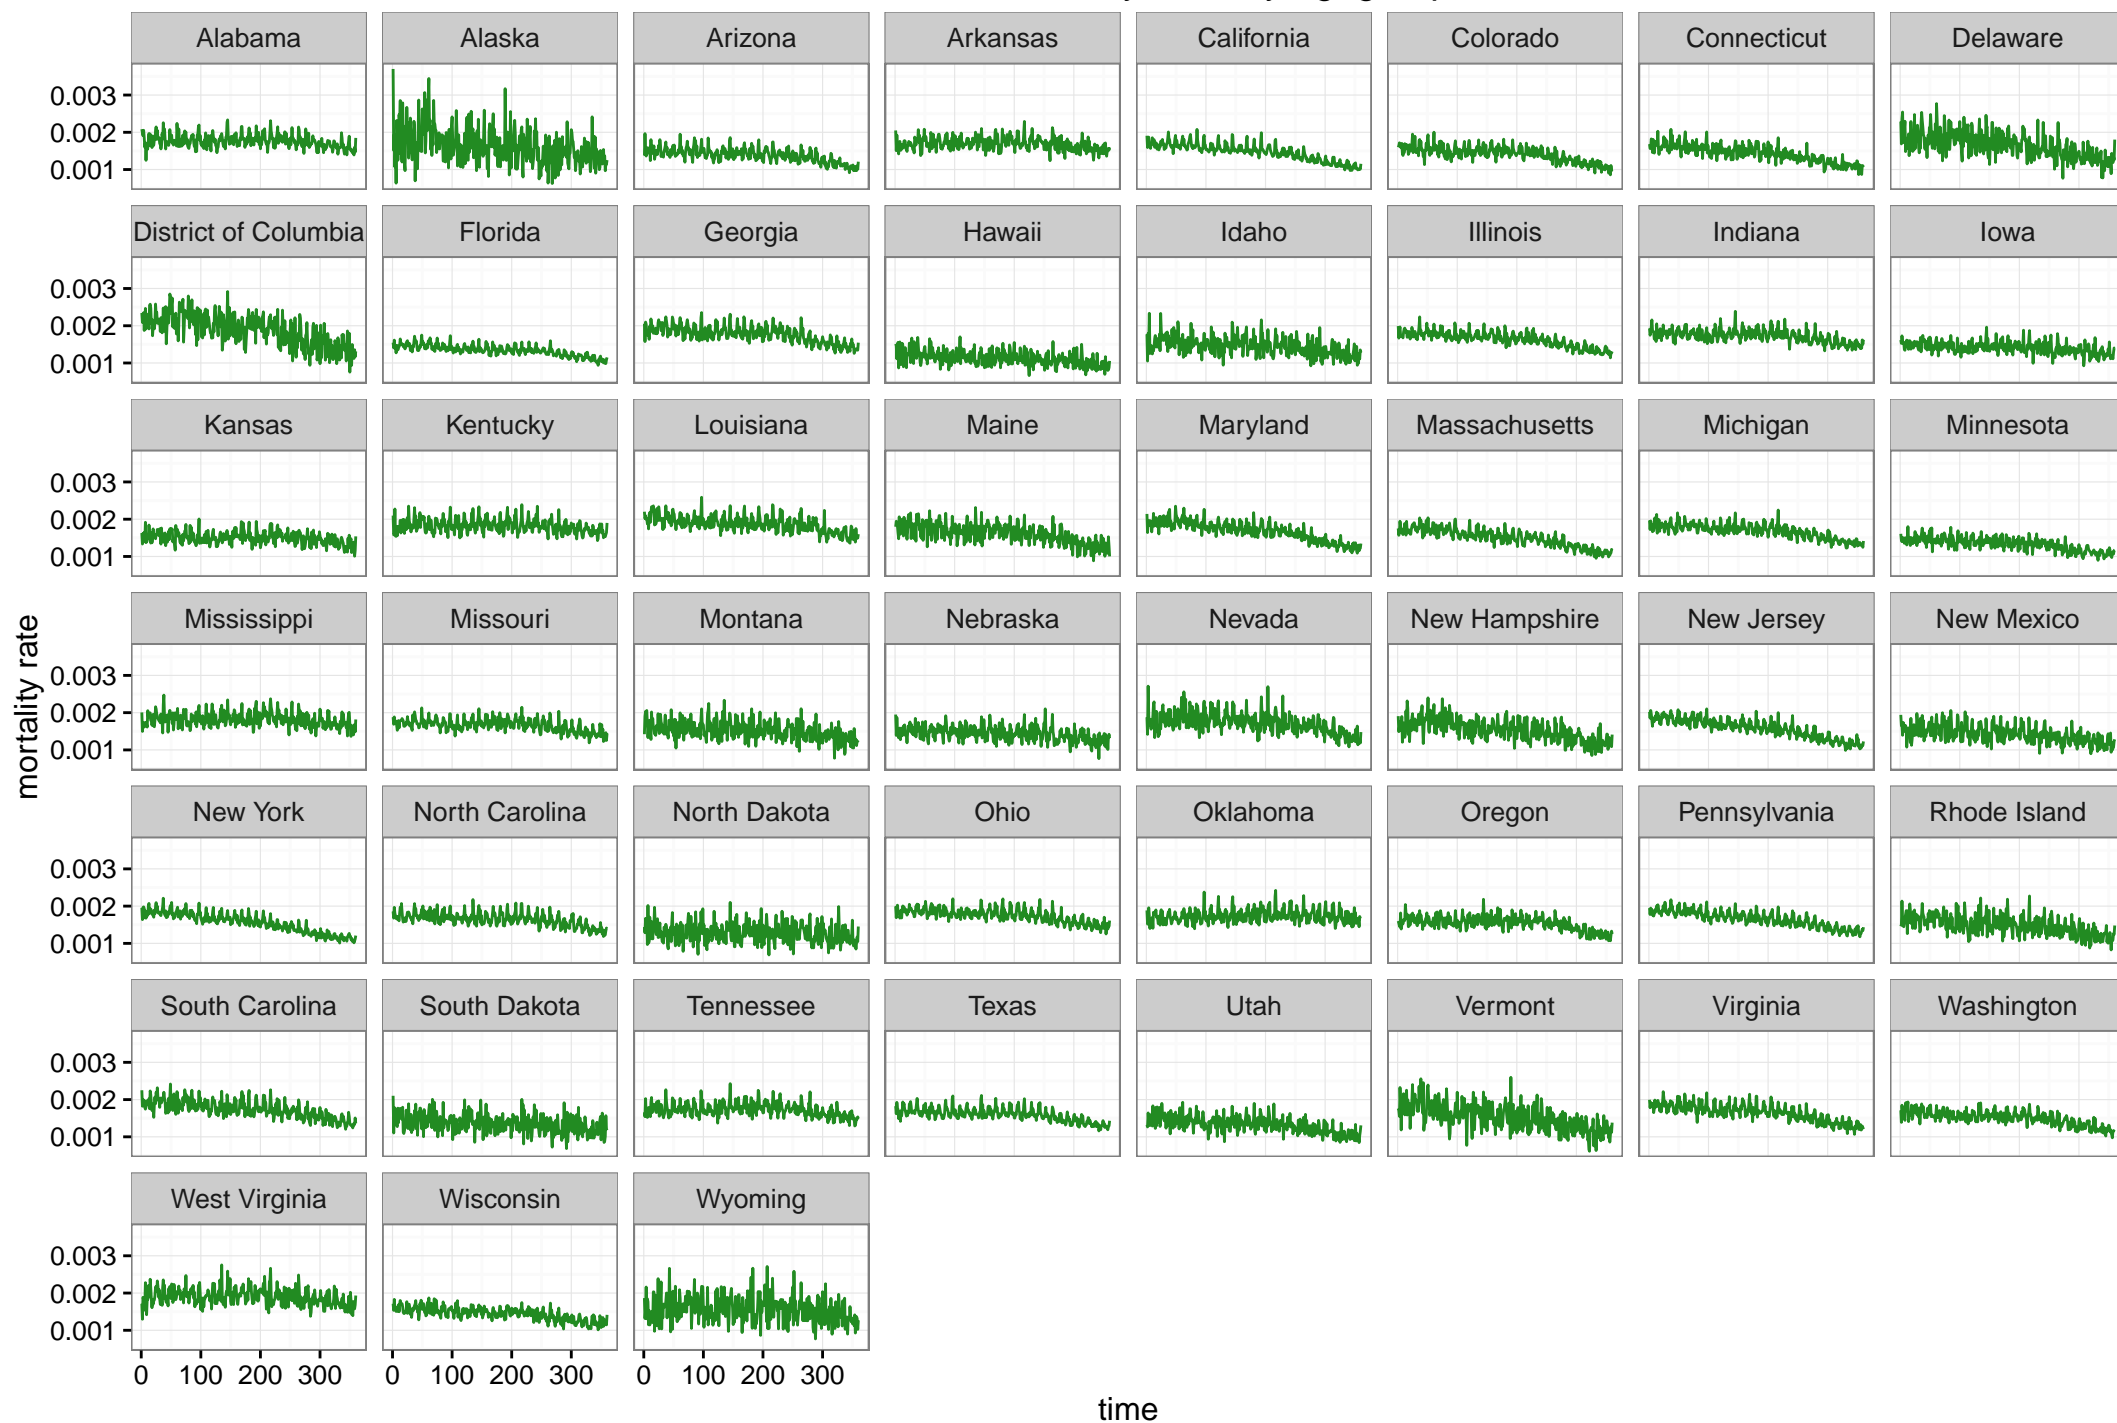 Alabama Alaska Arizona Arkansas California Colorado Connecticut Delaware
0.003
0.002
0.001
District of Columbia Florida Georgia Hawaii Idaho Illinois Indiana Iowa
0.003
0.002
0.001
Kansas Kentucky Louisiana Maine Maryland Massachusetts Michigan Minnesota
0.003
0.002
0.001
mortality rate
Mississippi Missouri Montana Nebraska Nevada New Hampshire New Jersey New Mexico
0.003
0.002
0.001
New York North Carolina North Dakota Ohio Oklahoma Oregon Pennsylvania Rhode Island
0.003
0.002
0.001
South Carolina South Dakota Tennessee Texas Utah Vermont Virginia Washington
0.003
0.002
0.001
West Virginia Wisconsin Wyoming
0.003
0.002
0.001
0 100 200 300 0 100 200 300 0 100 200 300
time